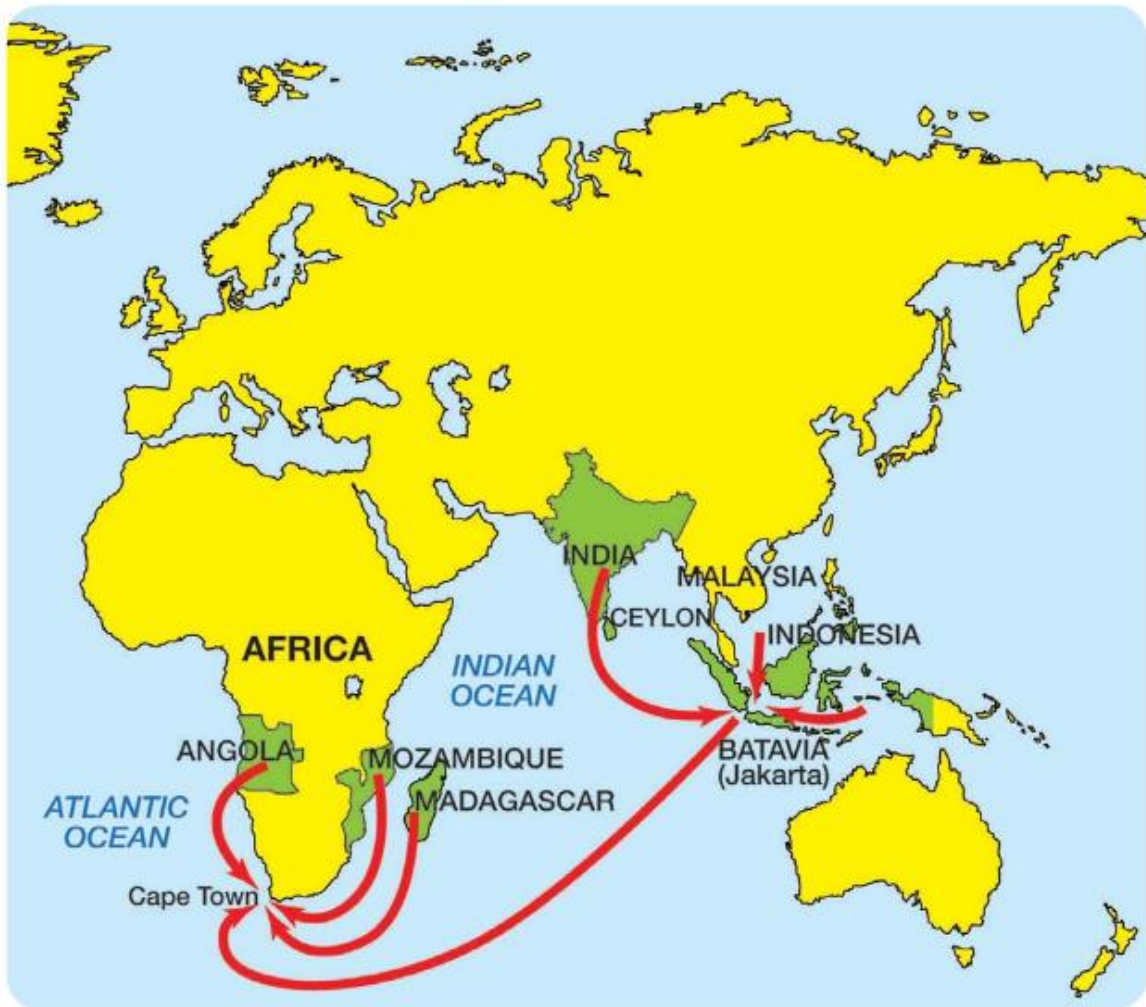 INDIA
MALAYSIA
CEYLON
INDONESIA
AFRICA
INDIAN
OCEAN
ANGOLA
MOZAMBIQUE
BATAVIA
(Jakarta)
MADAGASCAR
ATLANTIC
OCEAN
Cape Town